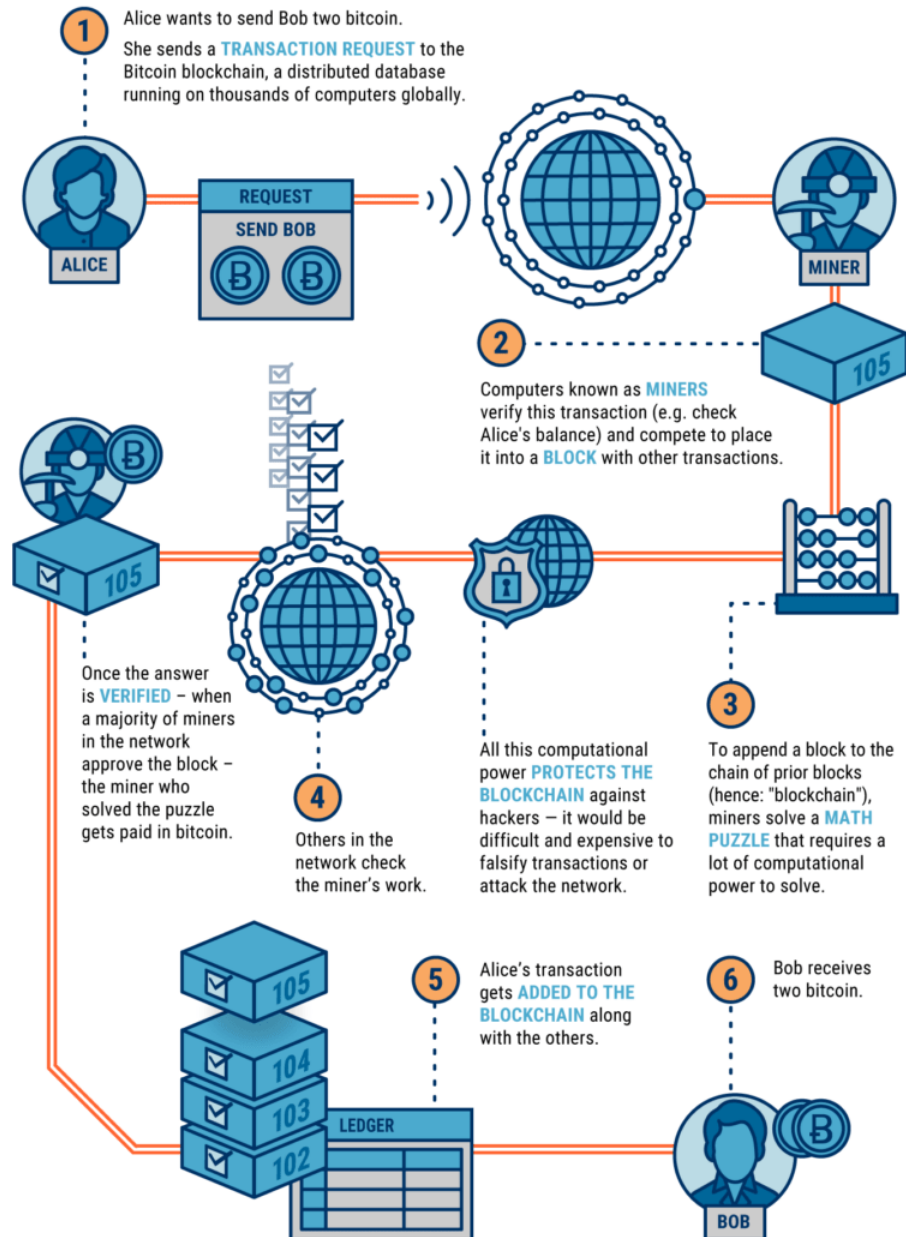 1
Alice wants to send Bob two bitcoin.
She sends a TRANSACTION REQUEST to the
Bitcoin blockchain, a distributed database
running on thousands of computers globally.
ALICE
REQUEST
SEND BOB
MINER
105
2
Computers known as MINERS
verify this transaction (e.g. check
Alice's balance) and compete to place
it into a BLOCK with other transactions.
3
To append a block to the
chain of prior blocks
(hence: "blockchain"),
miners solve a MATH
PUZZLE that requires a
lot of computational
power to solve.
All this computational
power PROTECTS THE
BLOCKCHAIN against
hackers – it would be
difficult and expensive to
falsify transactions or
attack the network.
4
Others in the
network check
the miner’s work.
105
Once the answer
is VERIFIED – when
a majority of miners
in the network
approve the block –
the miner who
solved the puzzle
gets paid in bitcoin.
105
104
103
102
LEDGER
5
Alice’s transaction
gets ADDED TO THE
BLOCKCHAIN along
with the others.
6
Bob receives
two bitcoin.
BOB